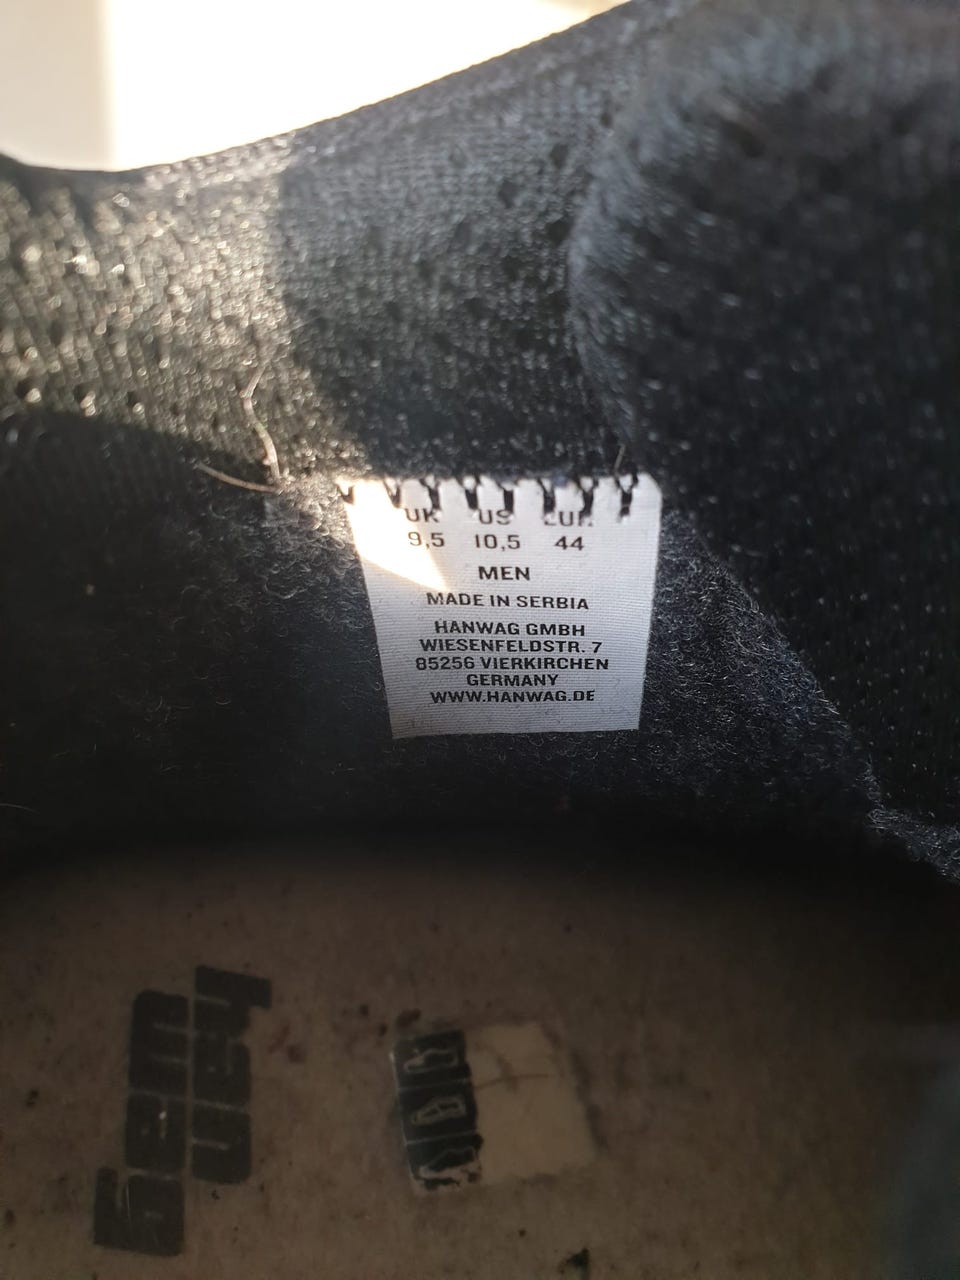 UK US EUR
9,5 10,5 44
MEN
MADE IN SERBIA
HANWAG GMBH
WIESENFELDSTR. 7
85256 VIERKIRCHEN
GERMANY
WWW.HANWAG.DE